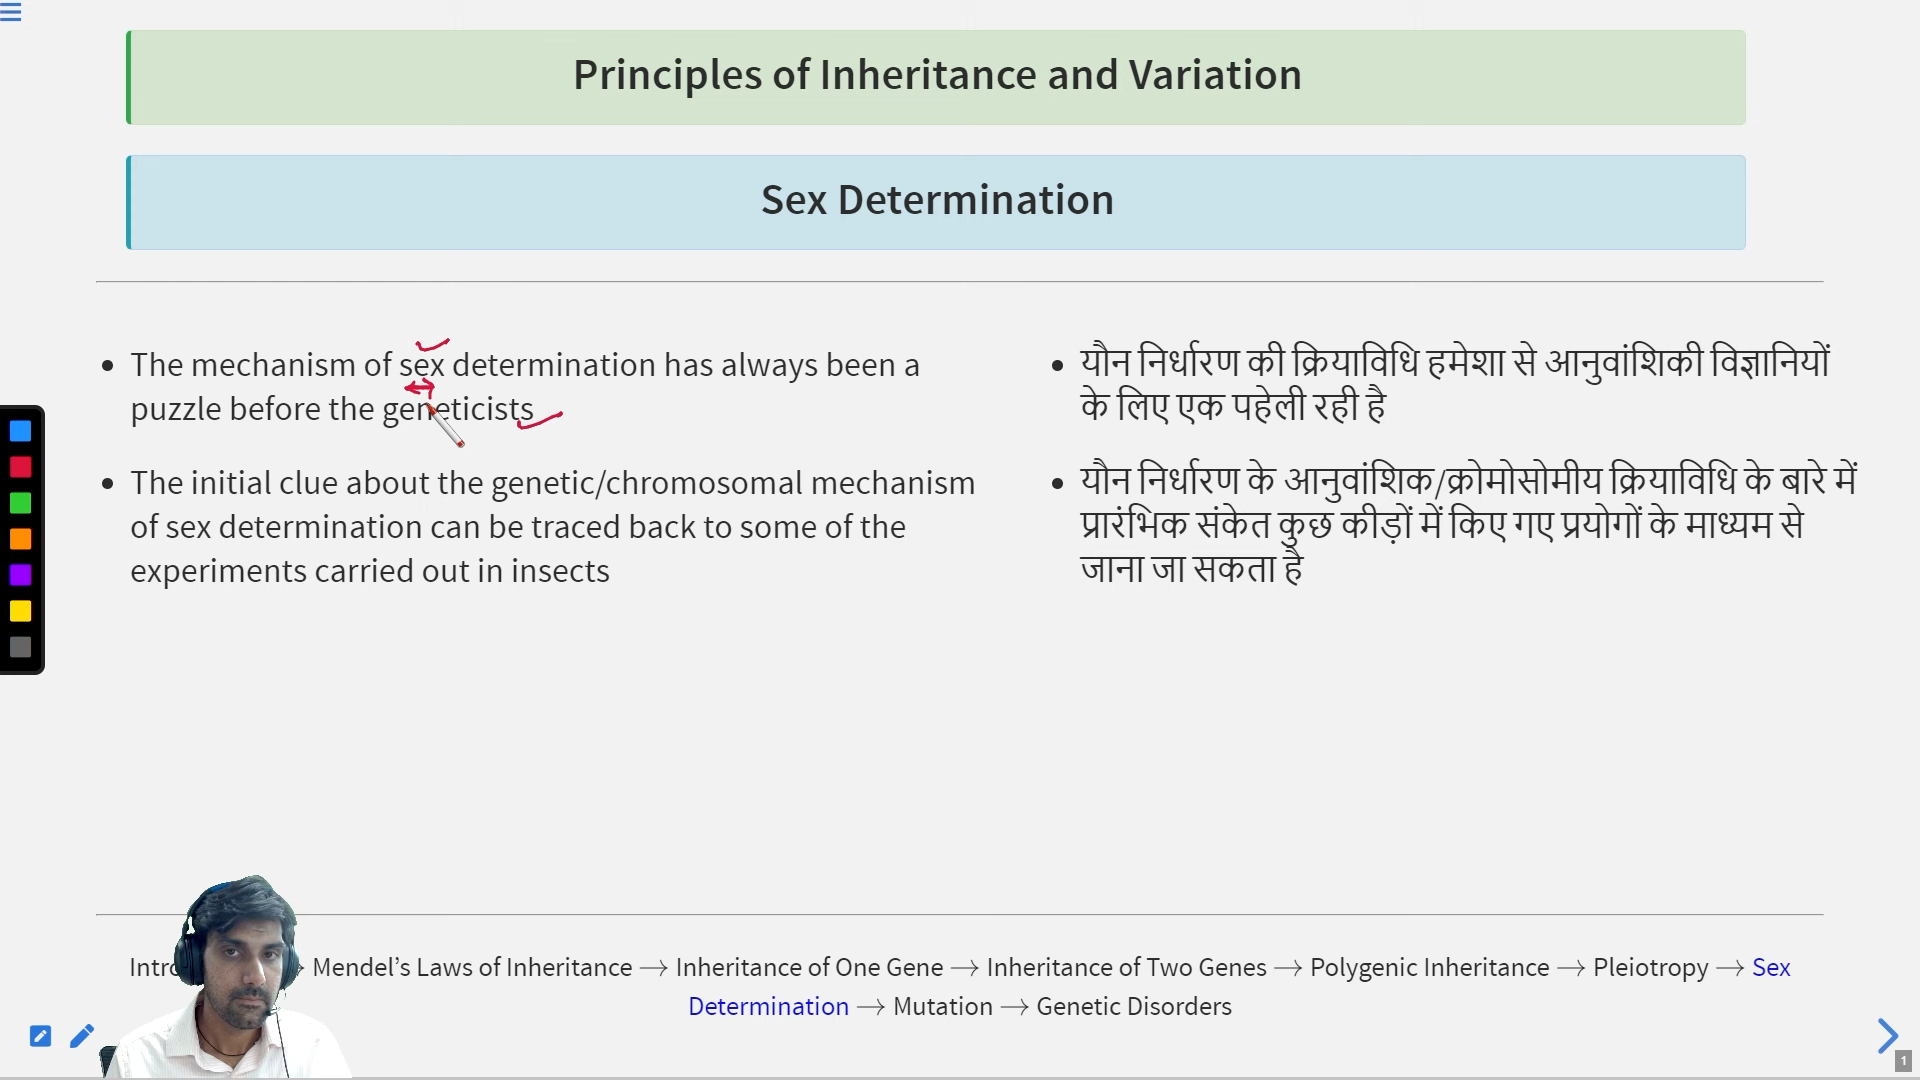 Principles of Inheritance and Variation
Sex Determination
The mechanism of sex determination has always been a
puzzle before the geneticists
The initial clue about the genetic/chromosomal mechanism
of sex determination can be traced back to some of the
experiments carried out in insects
यौन निर्धारण की क्रियाविधि हमेशा से आनुवांशिकी विज्ञानियों
के लिए एक पहेली रही है
यौन निर्धारण के आनुवांशिक/क्रोमोसोमीय क्रियाविधि के बारे में
प्रारंभिक संकेत कुछ कीड़ों में किए गए प्रयोगों के माध्यम से
जाना जा सकता है
→ Mendel’s Laws of Inheritance → Inheritance of One Gene → Inheritance of Two Genes → Polygenic Inheritance → Pleiotropy → Sex
Determination → Mutation → Genetic Disorders
1